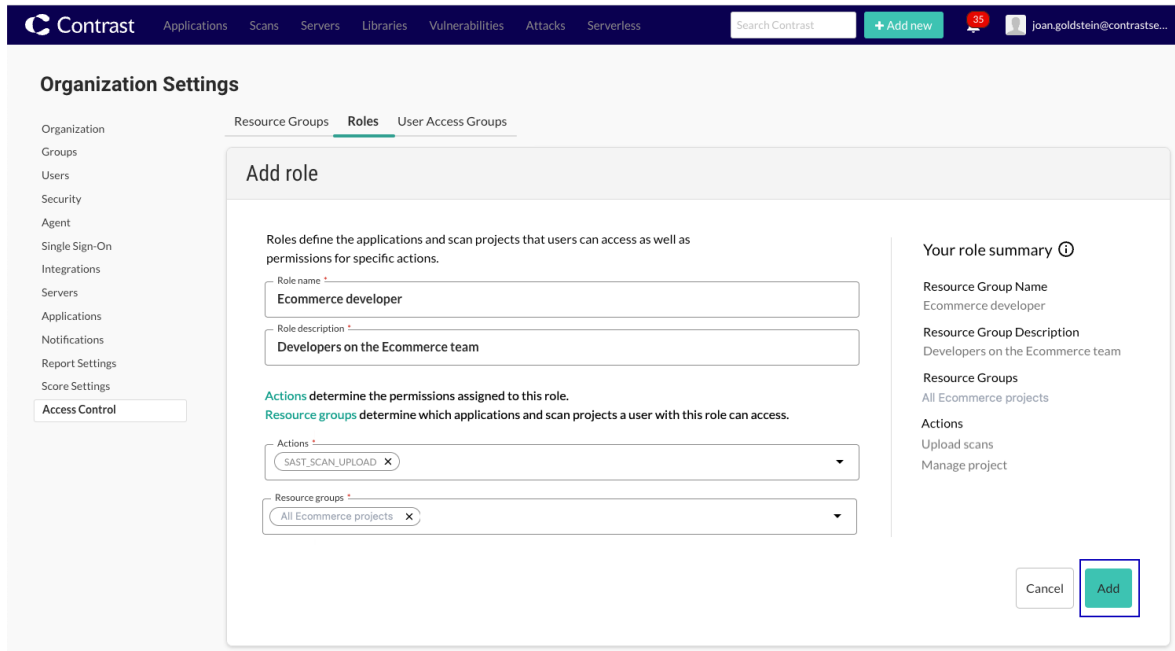 Contrast
Applications Scans Servers Libraries Vulnerabilities Attacks Serverless
Search Contrast
+ Add new
35
joan.goldstein@contrastse...
Organization Settings
Organization
Groups
Users
Security
Agent
Single Sign-On
Integrations
Servers
Applications
Notifications
Report Settings
Score Settings
Access Control
Resource Groups Roles User Access Groups
Add role
Roles define the applications and scan projects that users can access as well as
permissions for specific actions.
Role name *
Ecommerce developer
Role description *
Developers on the Ecommerce team
Actions determine the permissions assigned to this role.
Resource groups determine which applications and scan projects a user with this role can access.
Actions *
SAST_SCAN_UPLOAD
Resource groups *
All Ecommerce projects
Your role summary
Resource Group Name
Ecommerce developer
Resource Group Description
Developers on the Ecommerce team
Resource Groups
All Ecommerce projects
Actions
Upload scans
Manage project
Cancel
Add